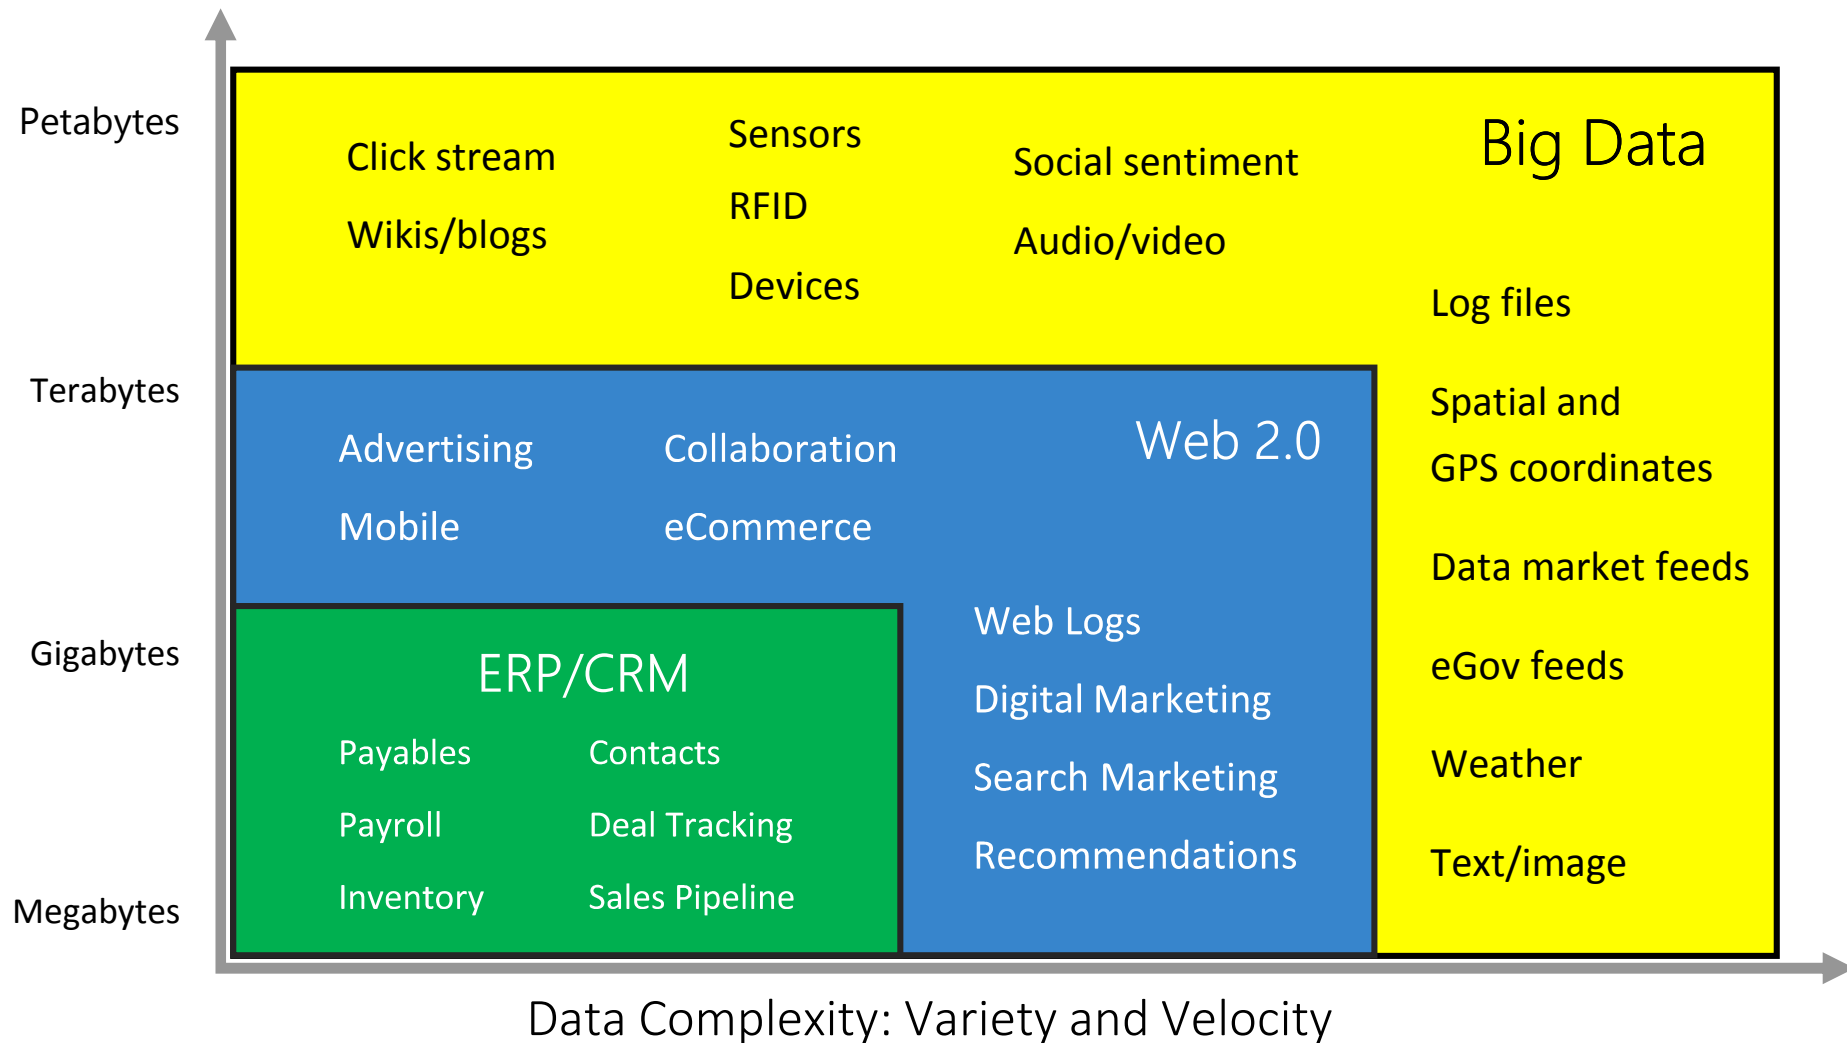 Petabytes
Terabytes
Gigabytes
Megabytes
Big Data
Click stream
Wikis/blogs
Sensors
RFID
Devices
Social sentiment
Audio/video
Log files
Spatial and
GPS coordinates
Data market feeds
eGov feeds
Weather
Text/image
Web 2.0
Advertising
Mobile
Collaboration
eCommerce
Web Logs
Digital Marketing
Search Marketing
Recommendations
ERP/CRM
Payables
Payroll
Inventory
Contacts
Deal Tracking
Sales Pipeline
Data Complexity: Variety and Velocity